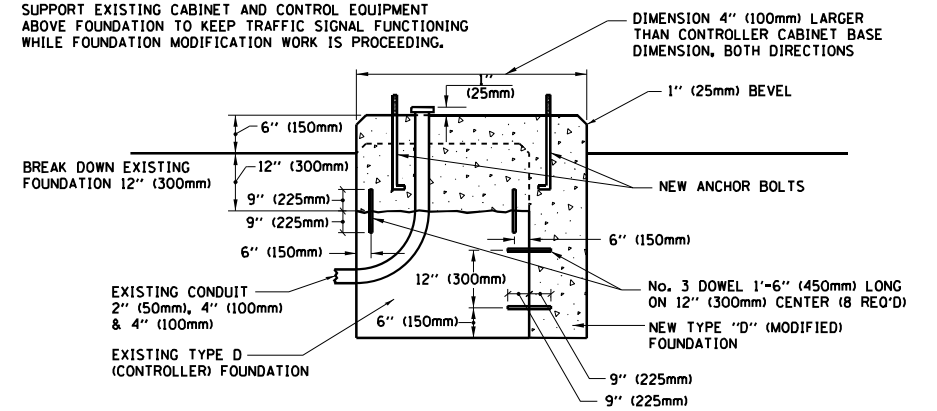 SUPPORT EXISTING CABINET AND CONTROL EQUIPMENT
ABOVE FOUNDATION TO KEEP TRAFFIC SIGNAL FUNCTIONING
WHILE FOUNDATION MODIFICATION WORK IS PROCEEDING.
DIMENSION 4" (100mm) LARGER
THAN CONTROLLER CABINET BASE
DIMENSION, BOTH DIRECTIONS
1"
(25mm)
1" (25mm) BEVEL
6" (150mm)
BREAK DOWN EXISTING
FOUNDATION 12" (300mm)
12" (300mm)
NEW ANCHOR BOLTS
9" (225mm)
9" (225mm)
6" (150mm)
6" (150mm)
12" (300mm)
EXISTING CONDUIT
2" (50mm), 4" (100mm)
& 4" (100mm)
No. 3 DOWEL 1'-6" (450mm) LONG
ON 12" (300mm) CENTER (8 REQ'D)
6" (150mm)
NEW TYPE "D" (MODIFIED)
FOUNDATION
EXISTING TYPE D
(CONTROLLER) FOUNDATION
9" (225mm)
9" (225mm)